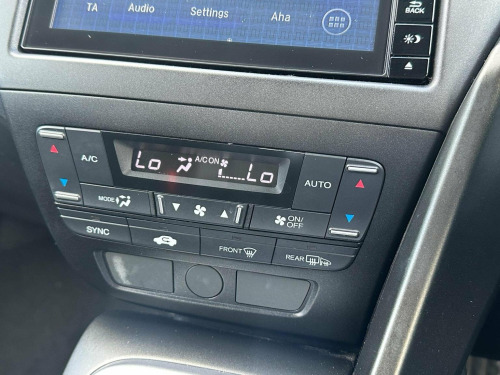 TA Audio Settings Aha
BACK
A/C Lo A/C ON Lo AUTO
MODE ON/OFF
SYNC FRONT REAR